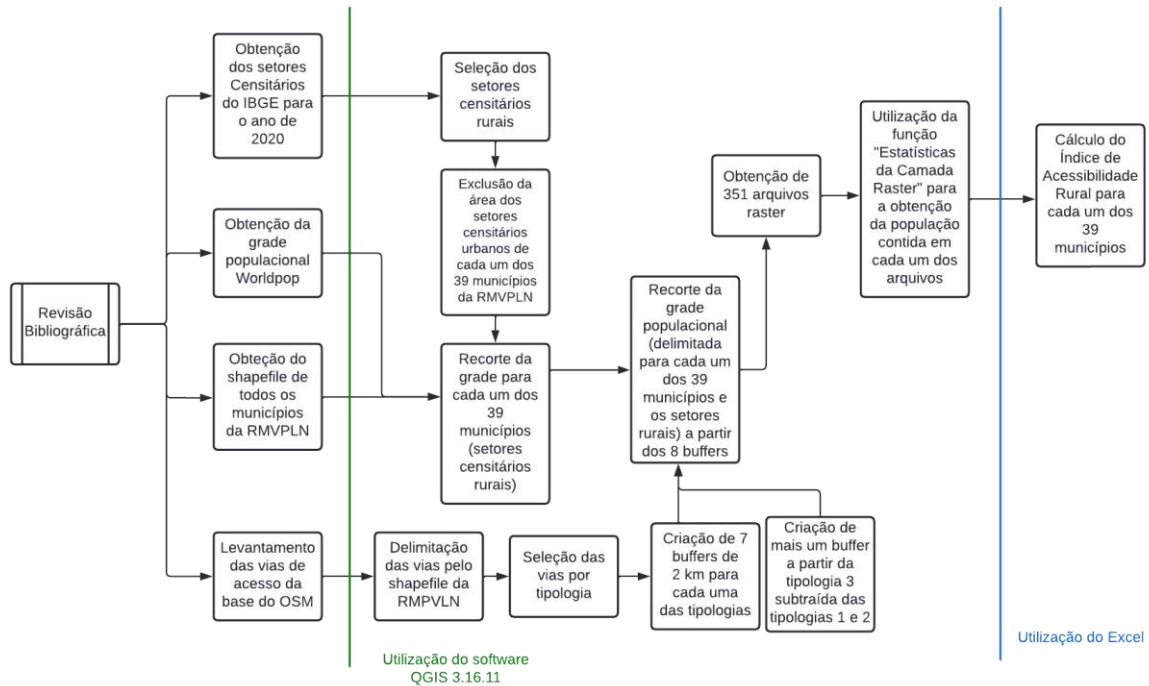 Revisão
Bibliográfica
Obtenção
dos setores
Censitários
do IBGE para
o ano de
2020
Obtenção da
grade
populacional
Worldpop
Obteção do
shapefile de
todos os
municípios
da RMVPLN
Levantamento
das vias de
acesso da
base do OSM
Seleção dos
setores
censitários
rurais
Exclusão da
área dos
setores
censitários
urbanos de
cada um dos
39 municípios
da RMVPLN
Recorte da
grade para
cada um dos
39
municípios
(setores
censitários
rurais)
Delimitação
das vias pelo
shapefile da
RMPVLN
Seleção das
vias por
tipologia
Criação de 7
buffers de
2 km para
cada uma
das tipologias
Criação de
mais um buffer
a partir da
tipologia 3
subtraída das
tipologias 1 e 2
Recorte da
grade
populacional
(delimitada
para cada um
dos 39
municípios e
os setores
rurais) a partir
dos 8 buffers
Obtenção de
351 arquivos
raster
Utilização da
função
"Estatísticas
da Camada
Raster" para
a obtenção
da população
contida em
cada um dos
arquivos
Cálculo do
Índice de
Acessibilidade
Rural para
cada um dos
39
municípios
Utilização do software
QGIS 3.16.11
Utilização do Excel